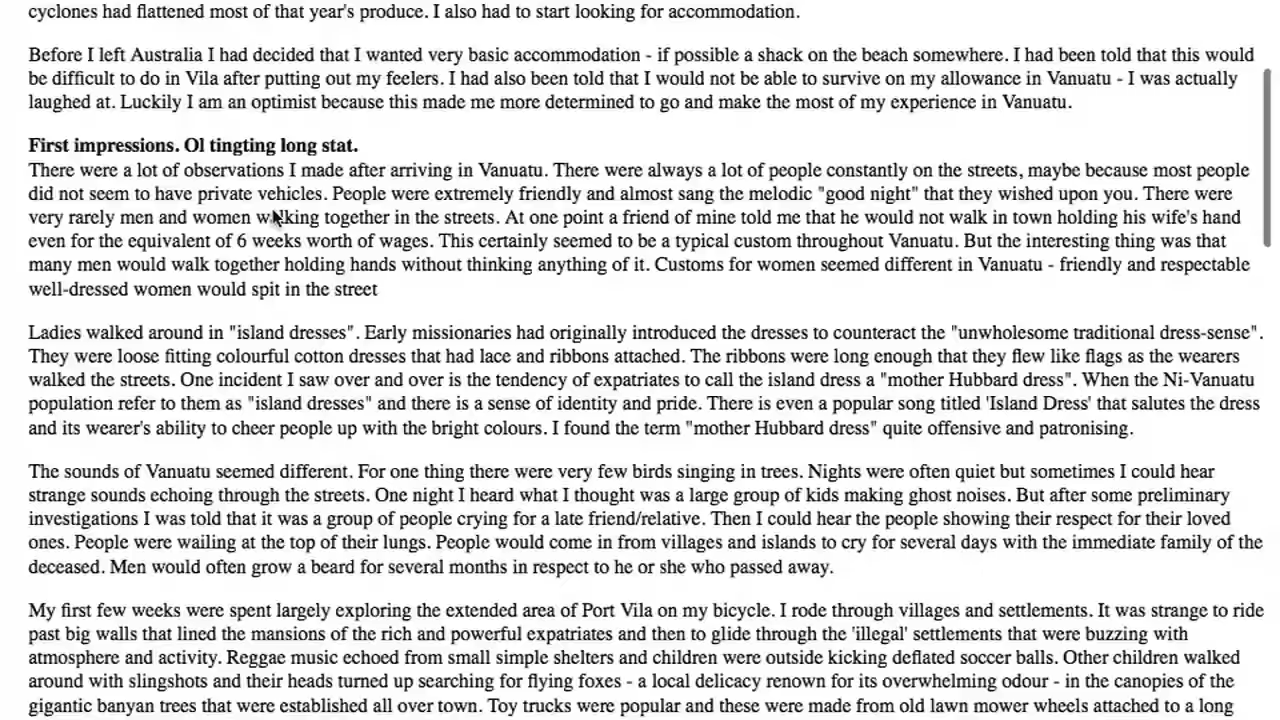 cyclones had flattened most of that year's produce. I also had to start looking for accommodation.
Before I left Australia I had decided that I wanted very basic accommodation - if possible a shack on the beach somewhere. I had been told that this would
be difficult to do in Vila after putting out my feelers. I had also been told that I would not be able to survive on my allowance in Vanuatu - I was actually
laughed at. Luckily I am an optimist because this made me more determined to go and make the most of my experience in Vanuatu.
First impressions. Ol tingting long stat.
There were a lot of observations I made after arriving in Vanuatu. There were always a lot of people constantly on the streets, maybe because most people
did not seem to have private vehicles. People were extremely friendly and almost sang the melodic "good night" that they wished upon you. There were
very rarely men and women walking together in the streets. At one point a friend of mine told me that he would not walk in town holding his wife's hand
even for the equivalent of 6 weeks worth of wages. This certainly seemed to be a typical custom throughout Vanuatu. But the interesting thing was that
many men would walk together holding hands without thinking anything of it. Customs for women seemed different in Vanuatu - friendly and respectable
well-dressed women would spit in the street
Ladies walked around in "island dresses". Early missionaries had originally introduced the dresses to counteract the "unwholesome traditional dress-sense".
They were loose fitting colourful cotton dresses that had lace and ribbons attached. The ribbons were long enough that they flew like flags as the wearers
walked the streets. One incident I saw over and over is the tendency of expatriates to call the island dress a "mother Hubbard dress". When the Ni-Vanuatu
population refer to them as "island dresses" and there is a sense of identity and pride. There is even a popular song titled 'Island Dress' that salutes the dress
and its wearer's ability to cheer people up with the bright colours. I found the term "mother Hubbard dress" quite offensive and patronising.
The sounds of Vanuatu seemed different. For one thing there were very few birds singing in trees. Nights were often quiet but sometimes I could hear
strange sounds echoing through the streets. One night I heard what I thought was a large group of kids making ghost noises. But after some preliminary
investigations I was told that it was a group of people crying for a late friend/relative. Then I could hear the people showing their respect for their loved
ones. People were wailing at the top of their lungs. People would come in from villages and islands to cry for several days with the immediate family of the
deceased. Men would often grow a beard for several months in respect to he or she who passed away.
My first few weeks were spent largely exploring the extended area of Port Vila on my bicycle. I rode through villages and settlements. It was strange to ride
past big walls that lined the mansions of the rich and powerful expatriates and then to glide through the 'illegal' settlements that were buzzing with
atmosphere and activity. Reggae music echoed from small simple shelters and children were outside kicking deflated soccer balls. Other children walked
around with slingshots and their heads turned up searching for flying foxes - a local delicacy renown for its overwhelming odour - in the canopies of the
gigantic banyan trees that were established all over town. Toy trucks were popular and these were made from old lawn mower wheels attached to a long